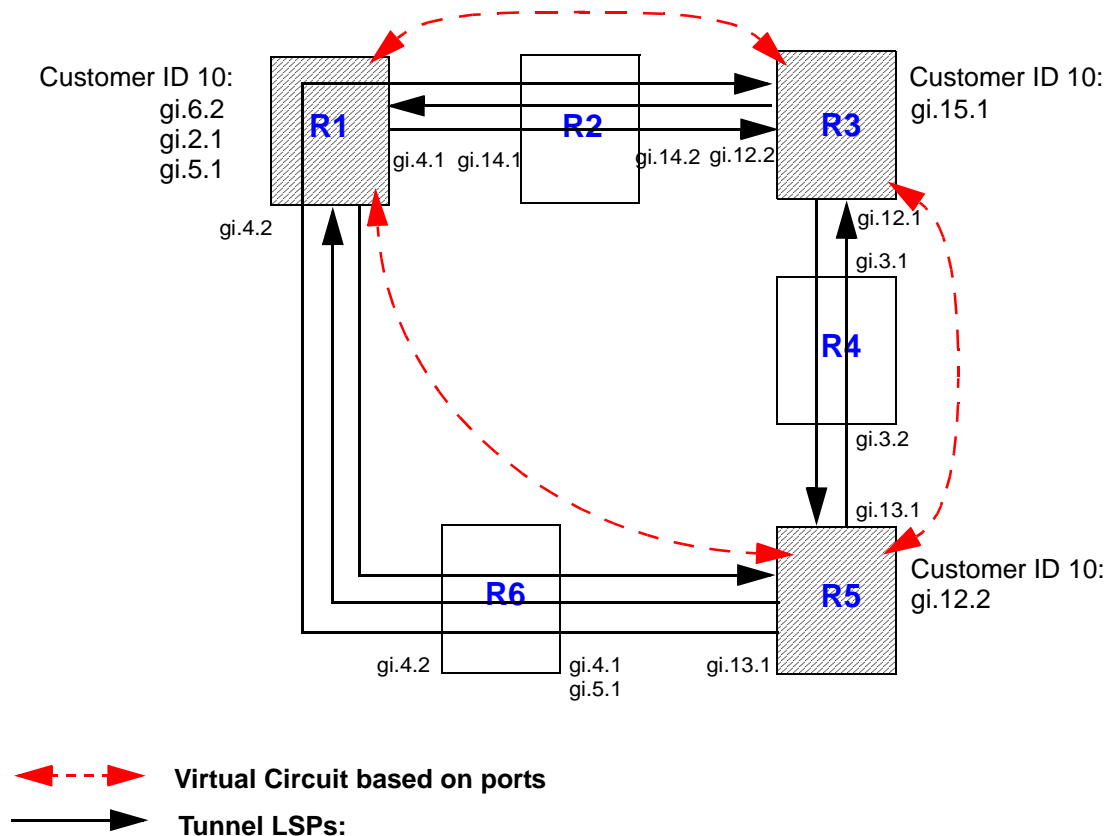 Customer ID 10:
gi.6.2
gi.2.1
gi.5.1
R1
R2
R3
Customer ID 10:
gi.15.1
gi.4.1
gi.14.1
gi.14.2
gi.12.2
gi.4.2
gi.12.1
gi.3.1
R4
gi.3.2
gi.13.1
R6
R5
Customer ID 10:
gi.12.2
gi.4.2
gi.4.1
gi.5.1
gi.13.1
Virtual Circuit based on ports
Tunnel LSPs: